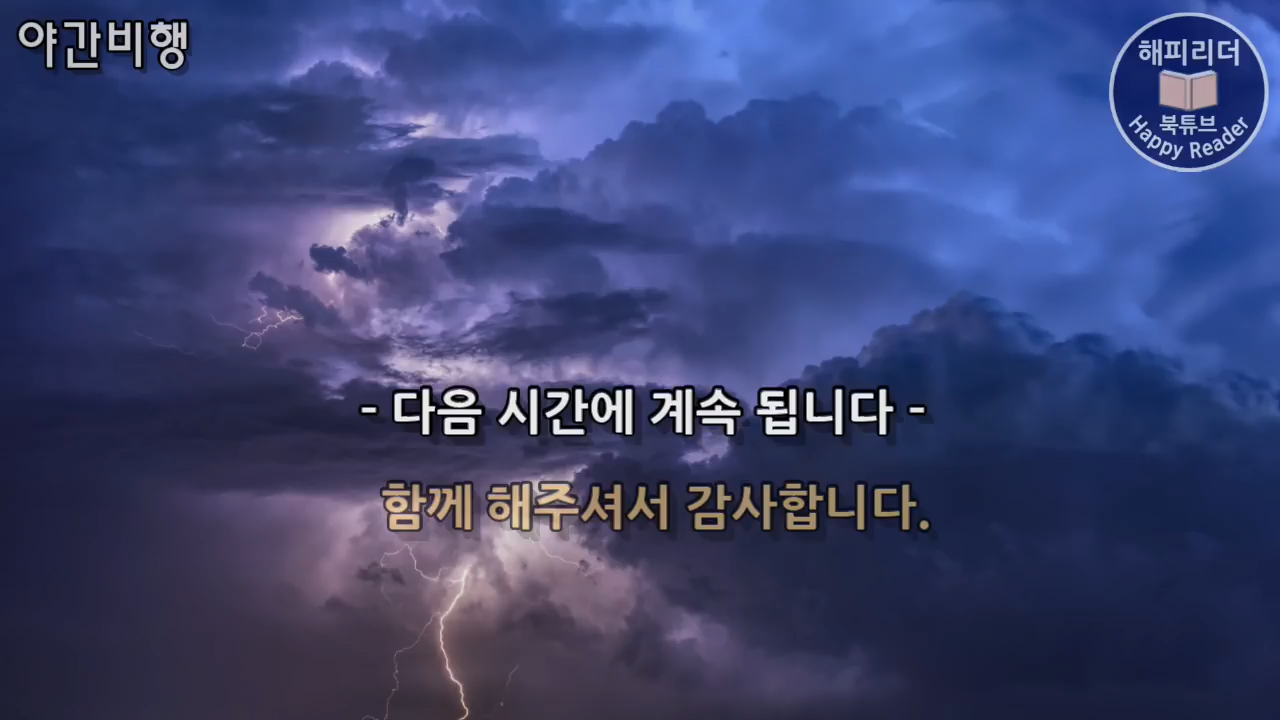 야간비행
해피리더
북튜브
Happy Reader
- 다음 시간에 계속 됩니다 -
함께 해주셔서 감사합니다.